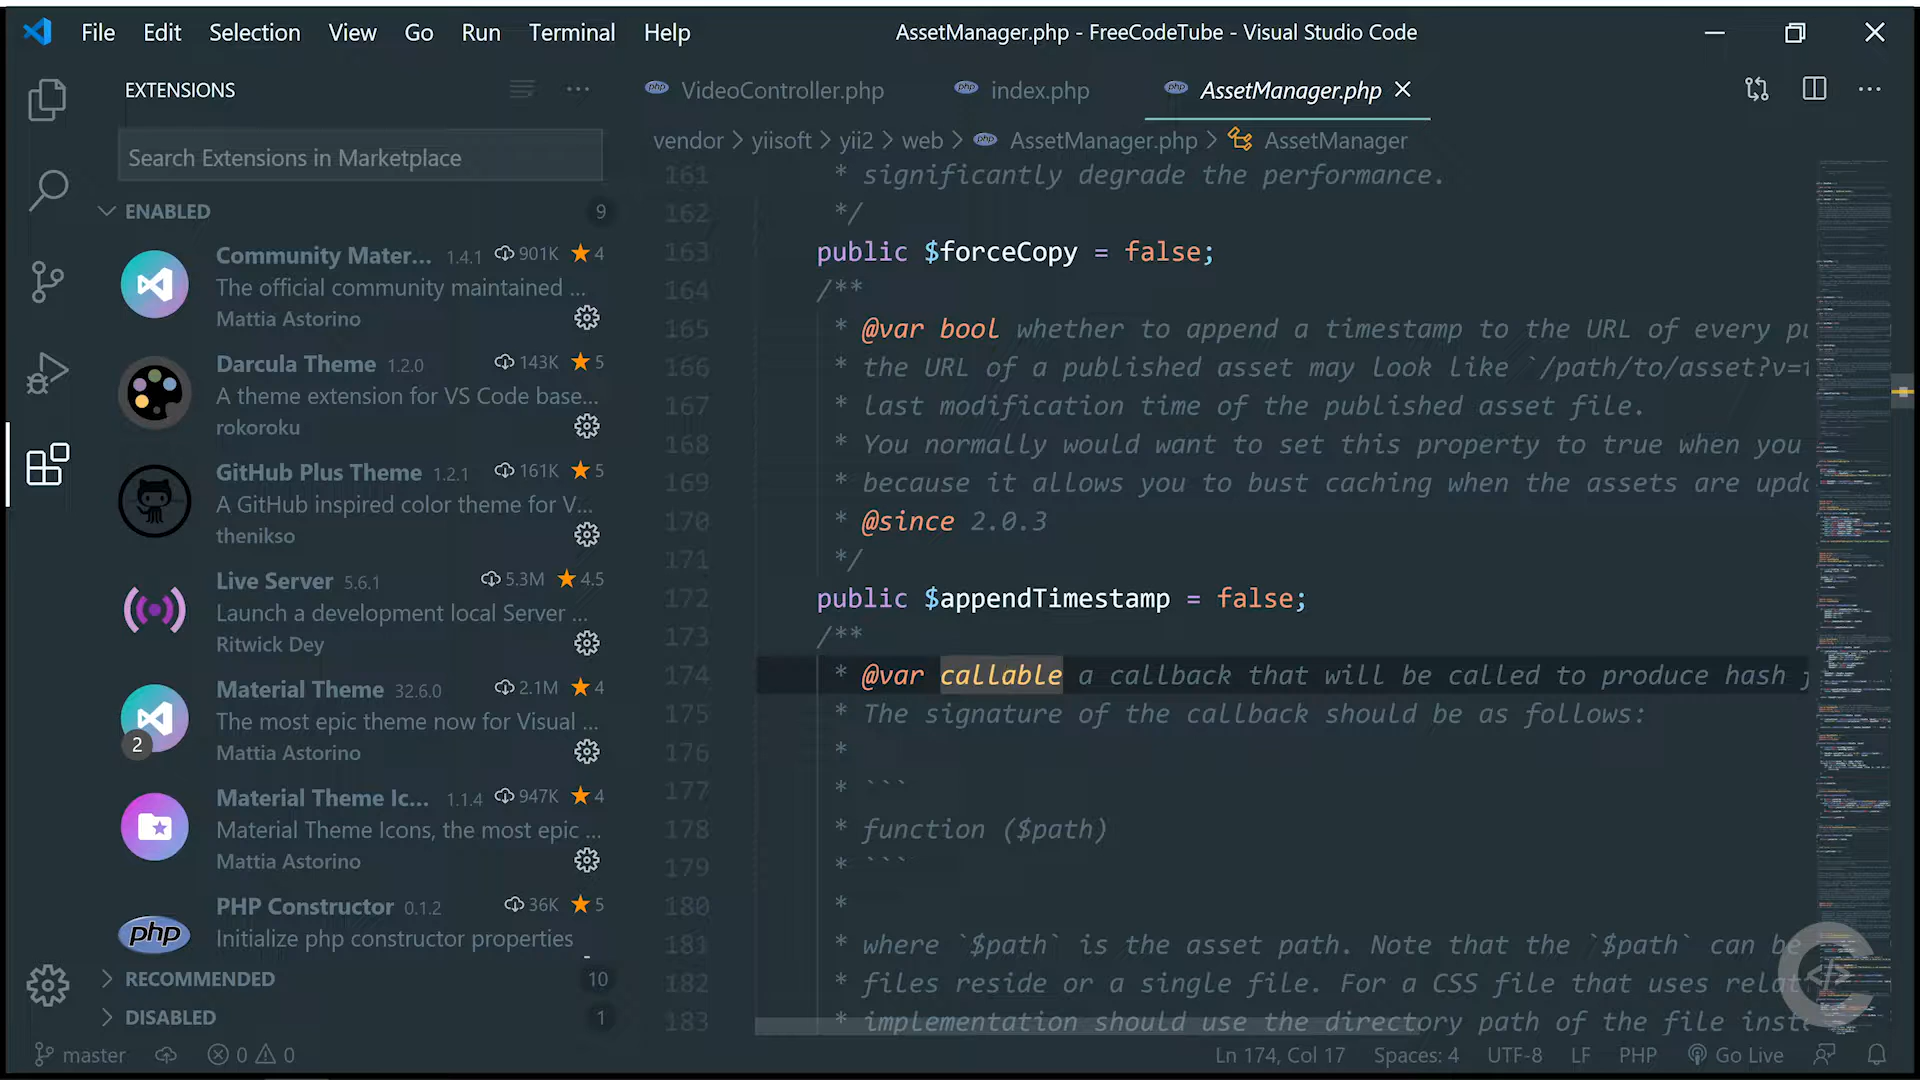 File Edit Selection View Go Run Terminal Help
AssetManager.php - FreeCodeTube - Visual Studio Code
EXTENSIONS
Search Extensions in Marketplace
ENABLED 9
Community Mater... 1.4.1 901K 4
The official community maintained ...
Mattia Astorino
Darcula Theme 1.2.0 143K 5
A theme extension for VS Code base...
rokoroku
GitHub Plus Theme 1.2.1 161K 5
A GitHub inspired color theme for V...
thenikso
Live Server 5.6.1 5.3M 4.5
Launch a development local Server ...
Ritwick Dey
Material Theme 32.6.0 2.1M 4
The most epic theme now for Visual ...
2
Mattia Astorino
Material Theme Ic... 1.1.4 947K 4
Material Theme Icons, the most epic ...
Mattia Astorino
PHP Constructor 0.1.2 36K 5
php
Initialize php constructor properties
RECOMMENDED 10
DISABLED 1
php VideoController.php php index.php php AssetManager.php
vendor > yiisoft > yii2 > web > php AssetManager.php > AssetManager
161 * significantly degrade the performance.
162 */
163 public $forceCopy = false;
164 /**
165 * @var bool whether to append a timestamp to the URL of every pu
166 * the URL of a published asset may look like `/path/to/asset?v=
167 * last modification time of the published asset file.
168 * You normally would want to set this property to true when you
169 * because it allows you to bust caching when the assets are upda
170 * @since 2.0.3
171 */
172 public $appendTimestamp = false;
173 /**
174 * @var callable a callback that will be called to produce hash
175 * The signature of the callback should be as follows:
176 *
177 * ```
178 * function ($path)
179 * ```
180 *
181 * where `$path` is the asset path. Note that the `$path` can be
182 * files reside or a single file. For a CSS file that uses relat
183 * implementation should use the directory path of the file inst
master 0 0 Ln 174, Col 17 Spaces: 4 UTF-8 LF PHP Go Live